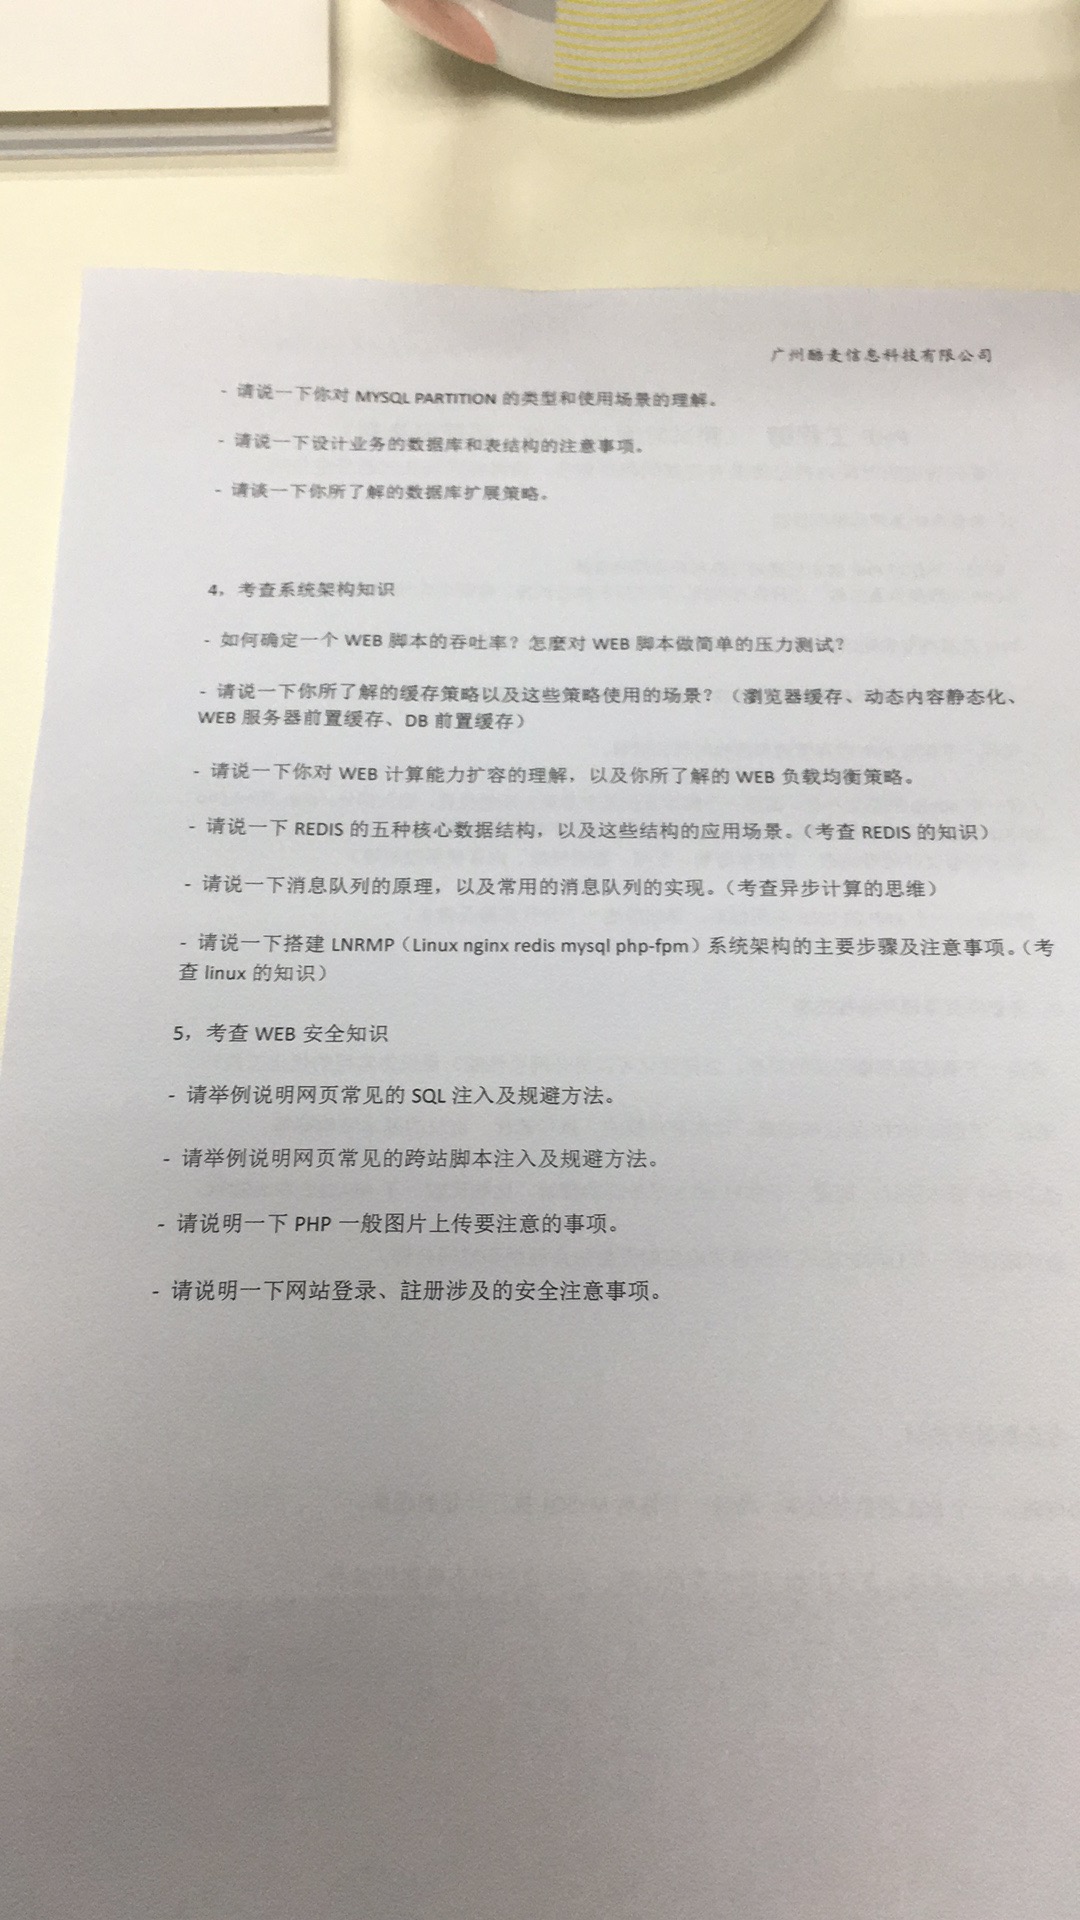 广州酷麦信息科技有限公司
- 请说一下你对 MYSQL PARTITION 的类型和使用场景的理解。
- 请说一下设计业务的数据库和表结构的注意事项。
- 请谈一下你所了解的数据库扩展策略。
4，考查系统架构知识
- 如何确定一个 WEB 脚本的吞吐率？怎麼对 WEB 脚本做简单的压力测试？
- 请说一下你所了解的缓存策略以及这些策略使用的场景？（瀏览器缓存、动态内容静态化、
WEB 服务器前置缓存、DB 前置缓存）
- 请说一下你对 WEB 计算能力扩容的理解，以及你所了解的 WEB 负载均衡策略。
- 请说一下 REDIS 的五种核心数据结构，以及这些结构的应用场景。（考查 REDIS 的知识）
- 请说一下消息队列的原理，以及常用的消息队列的实现。（考查异步计算的思维）
- 请说一下搭建 LNRMP（Linux nginx redis mysql php-fpm）系统架构的主要步骤及注意事项。（考
查 linux 的知识）
5，考查 WEB 安全知识
- 请举例说明网页常见的 SQL 注入及规避方法。
- 请举例说明网页常见的跨站脚本注入及规避方法。
- 请说明一下 PHP 一般图片上传要注意的事项。
- 请说明一下网站登录、註册涉及的安全注意事项。